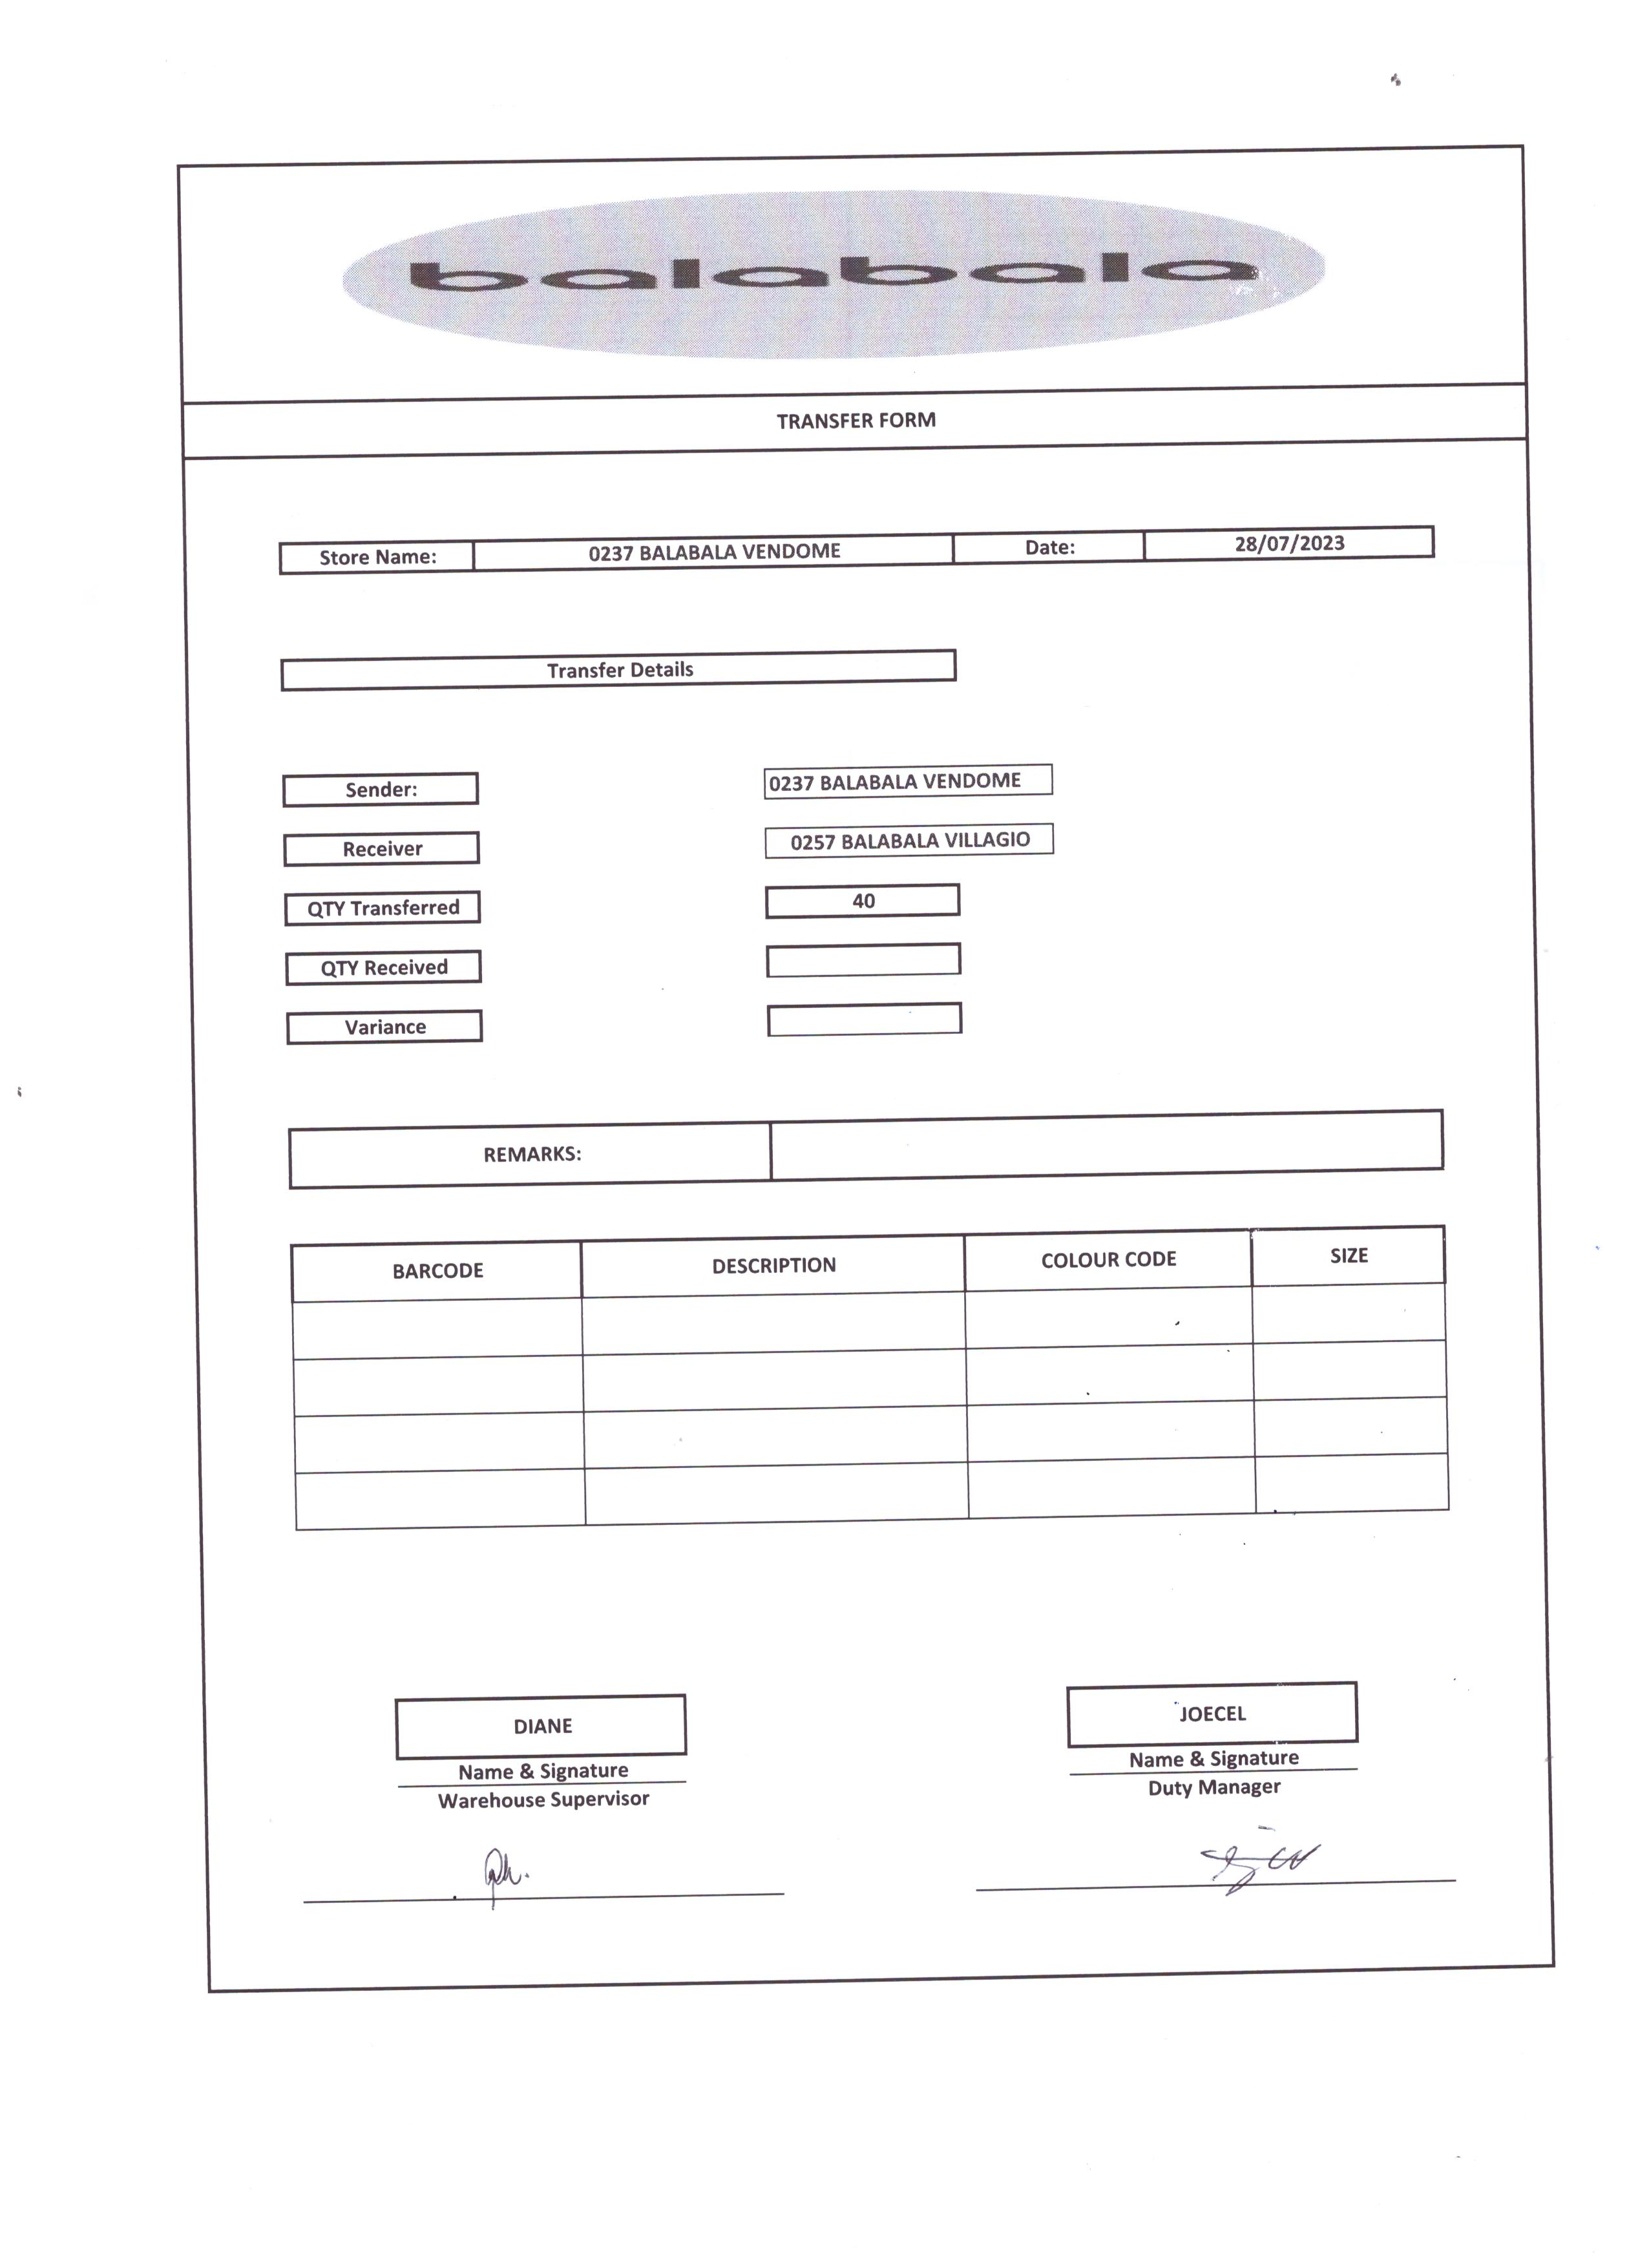 balabala
TRANSFER FORM
Store Name: 0237 BALABALA VENDOME Date: 28/07/2023
Transfer Details
Sender: 0237 BALABALA VENDOME
Receiver 0257 BALABALA VILLAGIO
QTY Transferred 40
QTY Received
Variance
REMARKS:
BARCODE DESCRIPTION COLOUR CODE SIZE
DIANE JOECEL
Name & Signature Name & Signature
Warehouse Supervisor Duty Manager